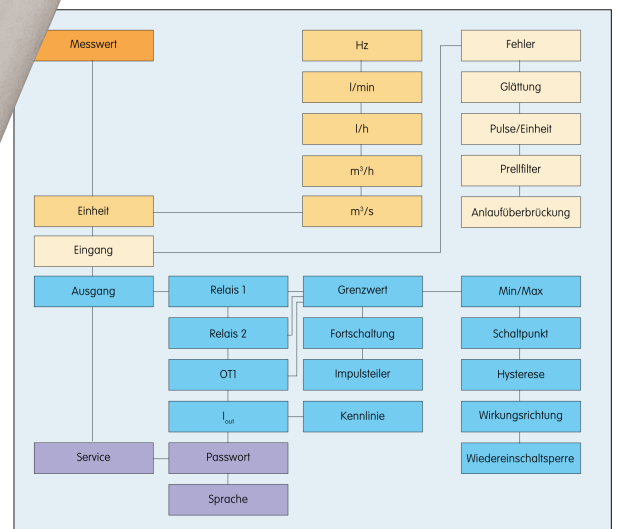 Messwert
Hz
Fehler
l/min
Glättung
l/h
Pulse/Einheit
m³/h
Prellfilter
Einheit
m³/s
Anlaufüberbrückung
Eingang
Ausgang
Relais 1
Grenzwert
Min/Max
Relais 2
Fortschaltung
Schaltpunkt
OT1
Impulsteiler
Hysterese
Iout
Kennlinie
Wirkungsrichtung
Service
Passwort
Wiedereinschaltsperre
Sprache